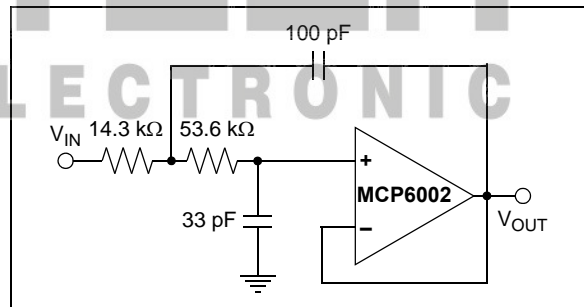 100 pF
ELECTRONIC
V_IN 14.3 kΩ 53.6 kΩ
+
MCP6002
33 pF
–
V_OUT